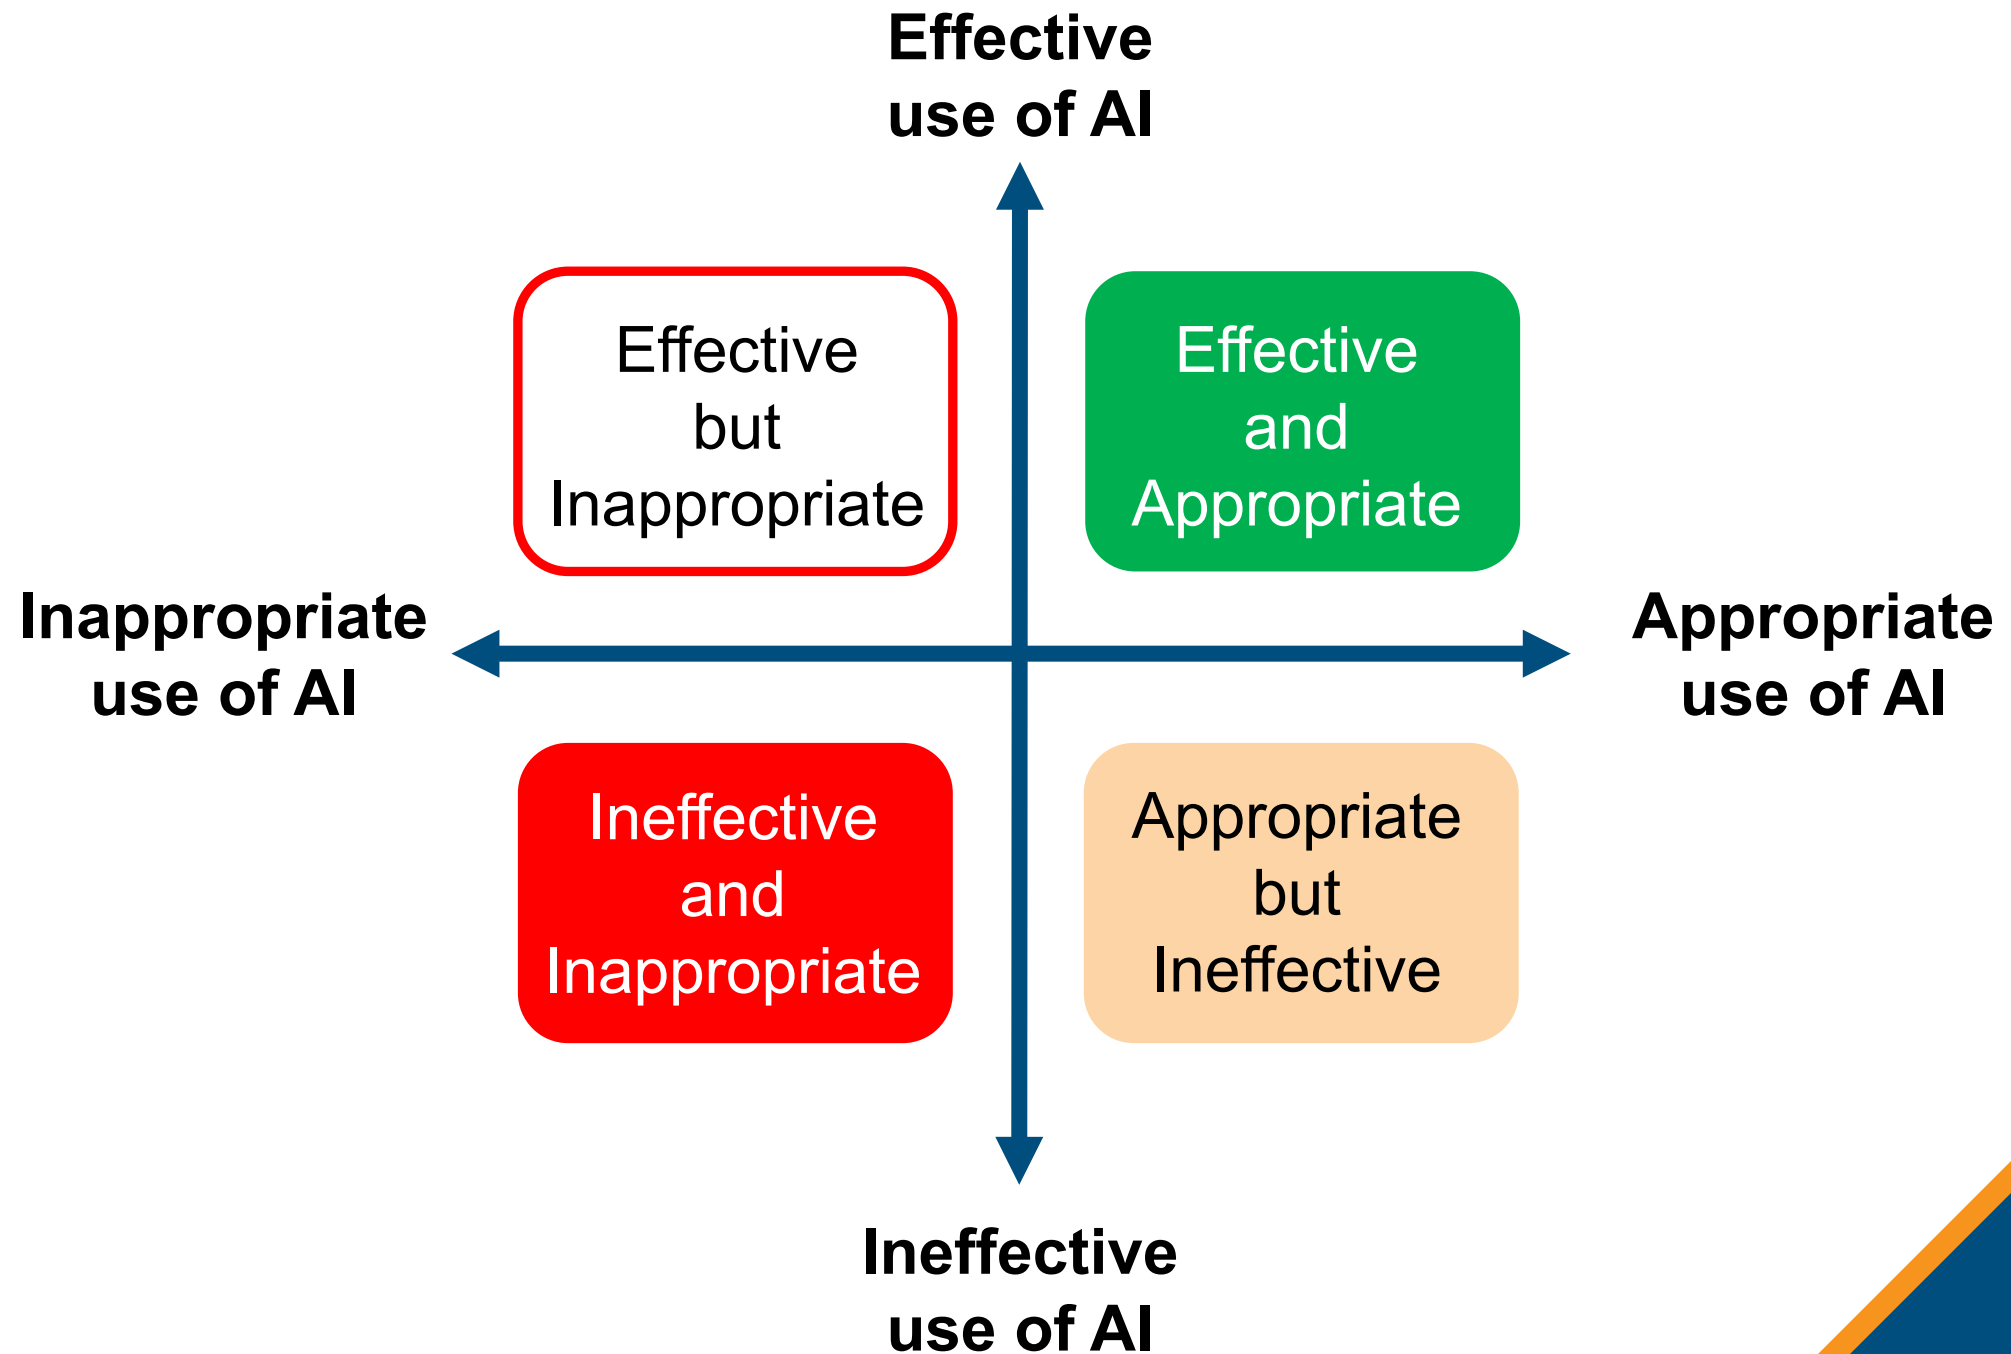 Effective
use of AI
Effective
but
Inappropriate
Effective
and
Appropriate
Inappropriate
use of AI
Appropriate
use of AI
Ineffective
and
Inappropriate
Appropriate
but
Ineffective
Ineffective
use of AI